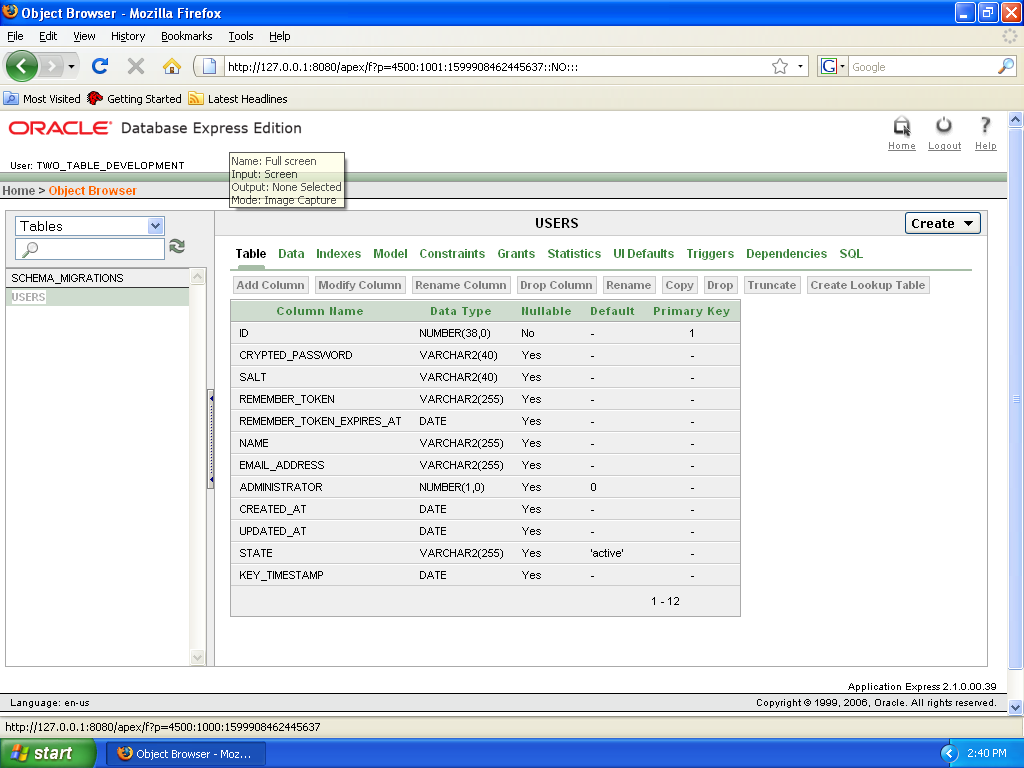 Object Browser - Mozilla Firefox
File Edit View History Bookmarks Tools Help
http://127.0.0.1:8080/apex/f?p=4500:1001:1599908462445637::NO:::
G Google
Most Visited Getting Started Latest Headlines
ORACLE Database Express Edition
Home Logout Help
User: TWO_TABLE_DEVELOPMENT
Name: Full screen
Input: Screen
Output: None Selected
Mode: Image Capture
Home > Object Browser
Tables
SCHEMA_MIGRATIONS
USERS
USERS
Create
Table Data Indexes Model Constraints Grants Statistics UI Defaults Triggers Dependencies SQL
Add Column Modify Column Rename Column Drop Column Rename Copy Drop Truncate Create Lookup Table
Column Name Data Type Nullable Default Primary Key
ID NUMBER(38,0) No - 1
CRYPTED_PASSWORD VARCHAR2(40) Yes - -
SALT VARCHAR2(40) Yes - -
REMEMBER_TOKEN VARCHAR2(255) Yes - -
REMEMBER_TOKEN_EXPIRES_AT DATE Yes - -
NAME VARCHAR2(255) Yes - -
EMAIL_ADDRESS VARCHAR2(255) Yes - -
ADMINISTRATOR NUMBER(1,0) Yes 0 -
CREATED_AT DATE Yes - -
UPDATED_AT DATE Yes - -
STATE VARCHAR2(255) Yes 'active' -
KEY_TIMESTAMP DATE Yes - -
1 - 12
Application Express 2.1.0.00.39
Language: en-us Copyright © 1999, 2006, Oracle. All rights reserved.
http://127.0.0.1:8080/apex/f?p=4500:1000:1599908462445637
start Object Browser - Moz... 2:40 PM